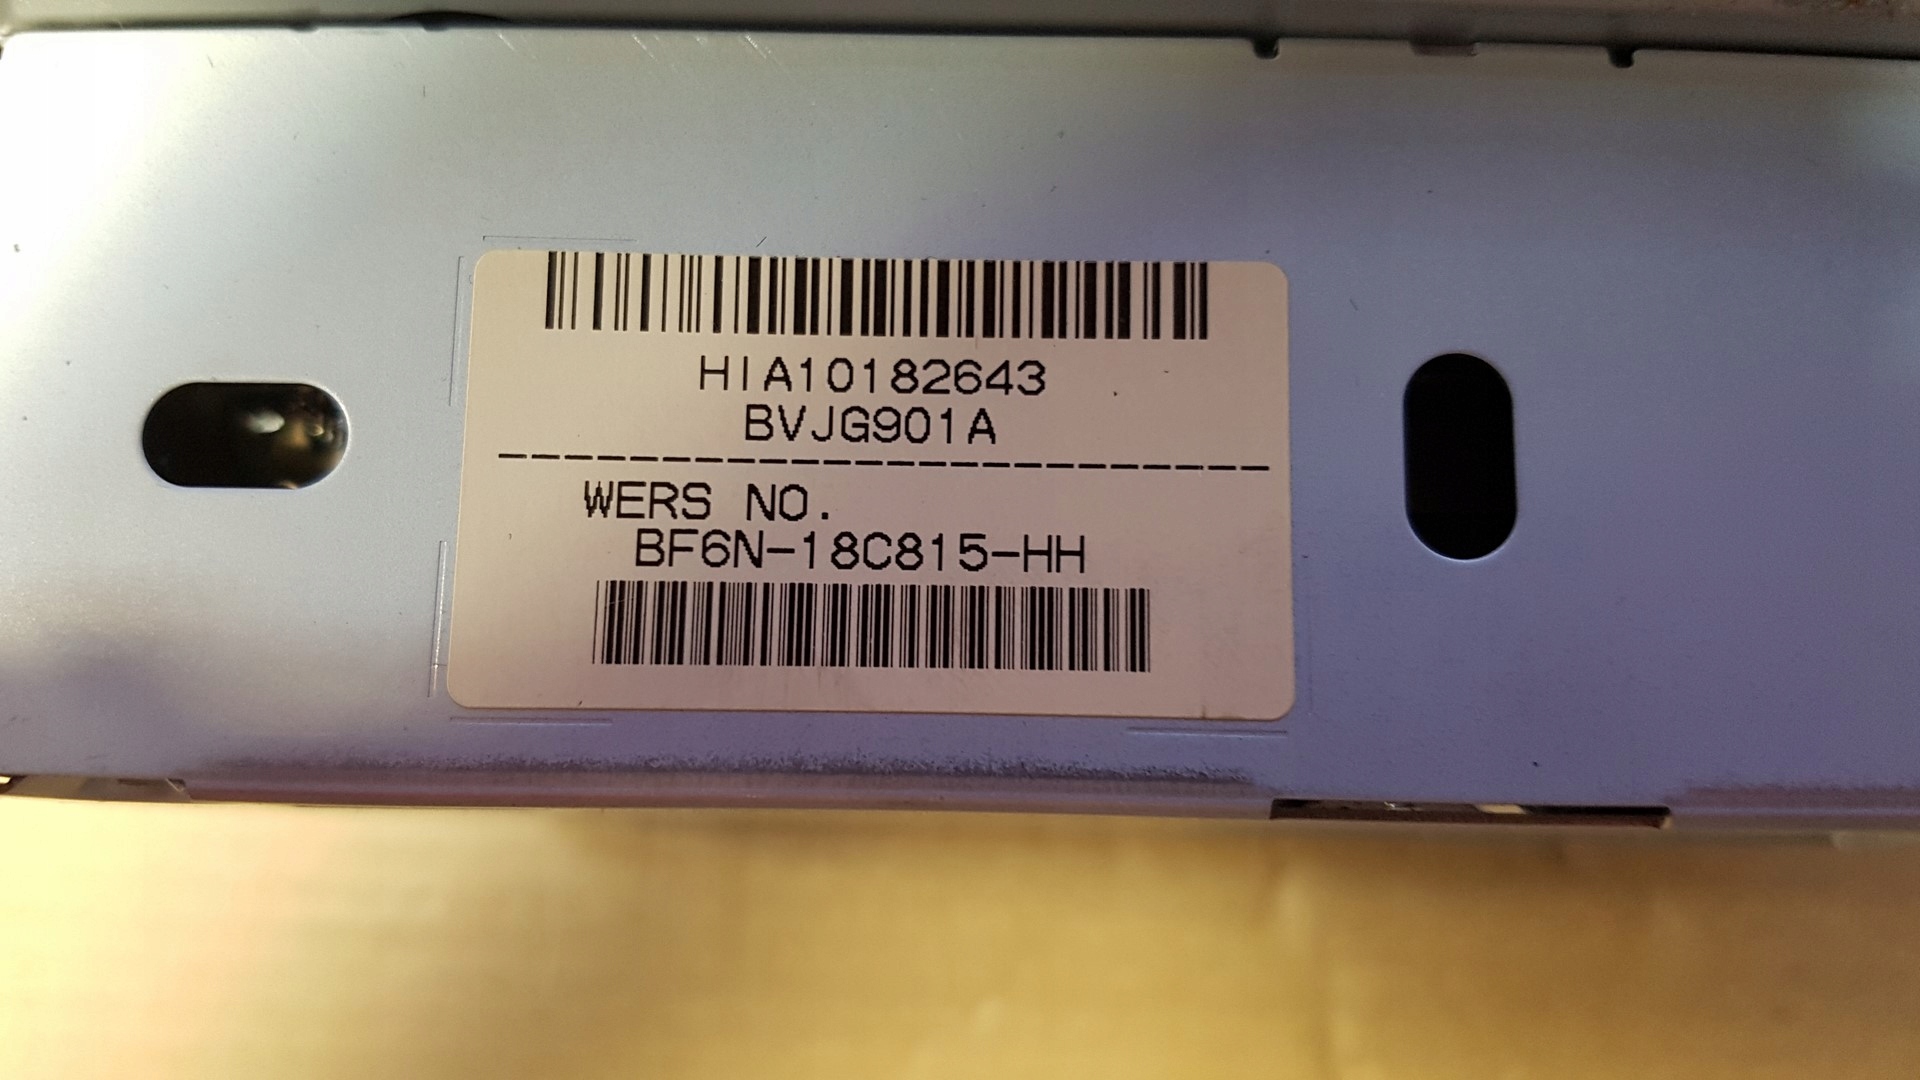 HIA10182643
BVJG901A
WERS NO.
BF6N-18C815-HH